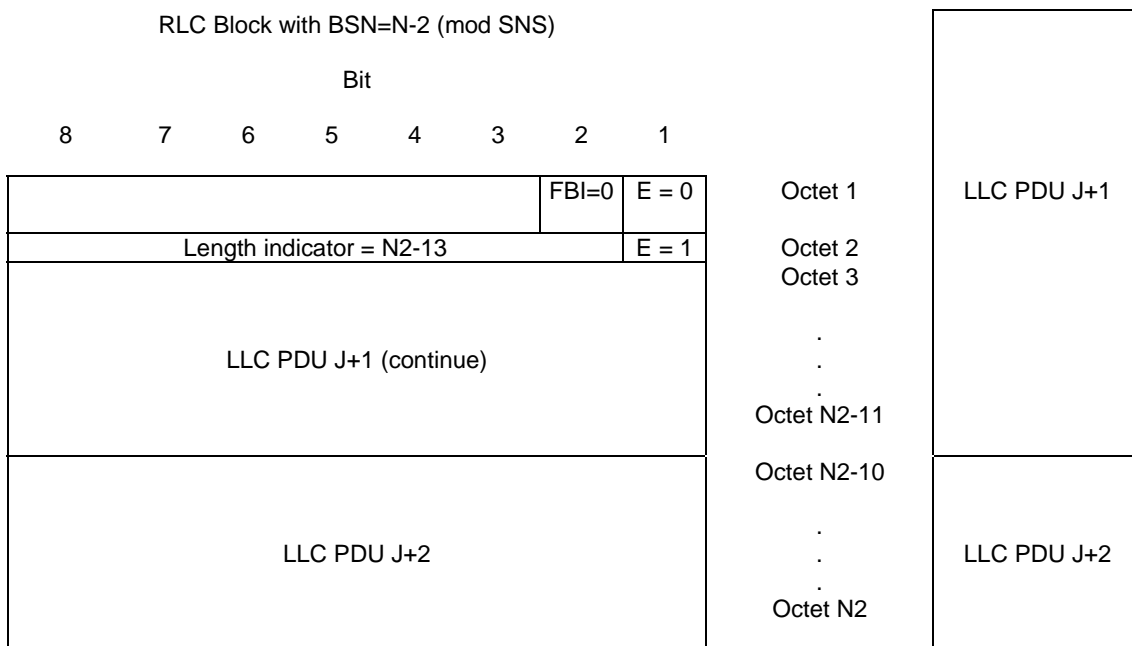 RLC Block with BSN=N-2 (mod SNS)
Bit
8 7 6 5 4 3 2 1
FBI=0 E = 0 Octet 1 LLC PDU J+1
Length indicator = N2-13 E = 1 Octet 2
Octet 3
.
LLC PDU J+1 (continue) .
.
Octet N2-11
Octet N2-10
.
LLC PDU J+2 . LLC PDU J+2
.
Octet N2